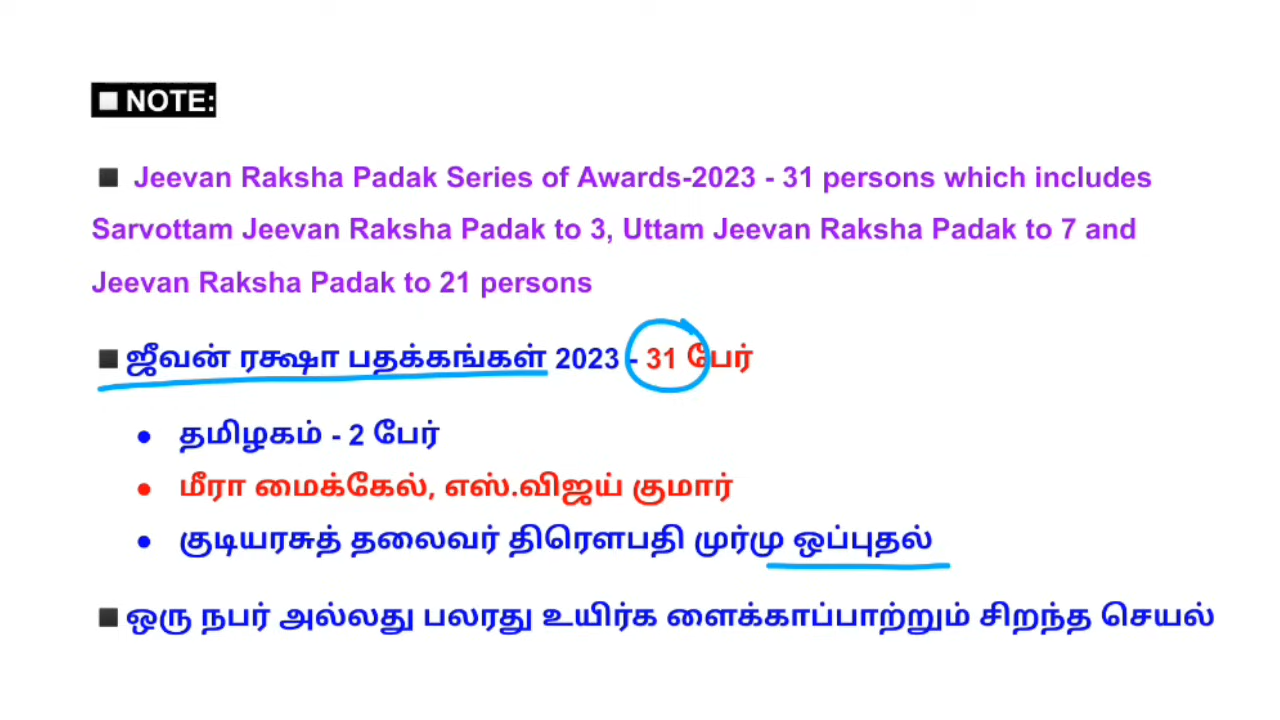 NOTE:
Jeevan Raksha Padak Series of Awards-2023 - 31 persons which includes
Sarvottam Jeevan Raksha Padak to 3, Uttam Jeevan Raksha Padak to 7 and
Jeevan Raksha Padak to 21 persons
ஜீவன் ரக்ஷா பதக்கங்கள் 2023 - 31 பேர்
தமிழகம் - 2 பேர்
மீரா மைக்கேல், எஸ்.விஜய் குமார்
குடியரசுத் தலைவர் திரௌபதி முர்மு ஒப்புதல்
ஒரு நபர் அல்லது பலரது உயிர்க ளைக்காப்பாற்றும் சிறந்த செயல்